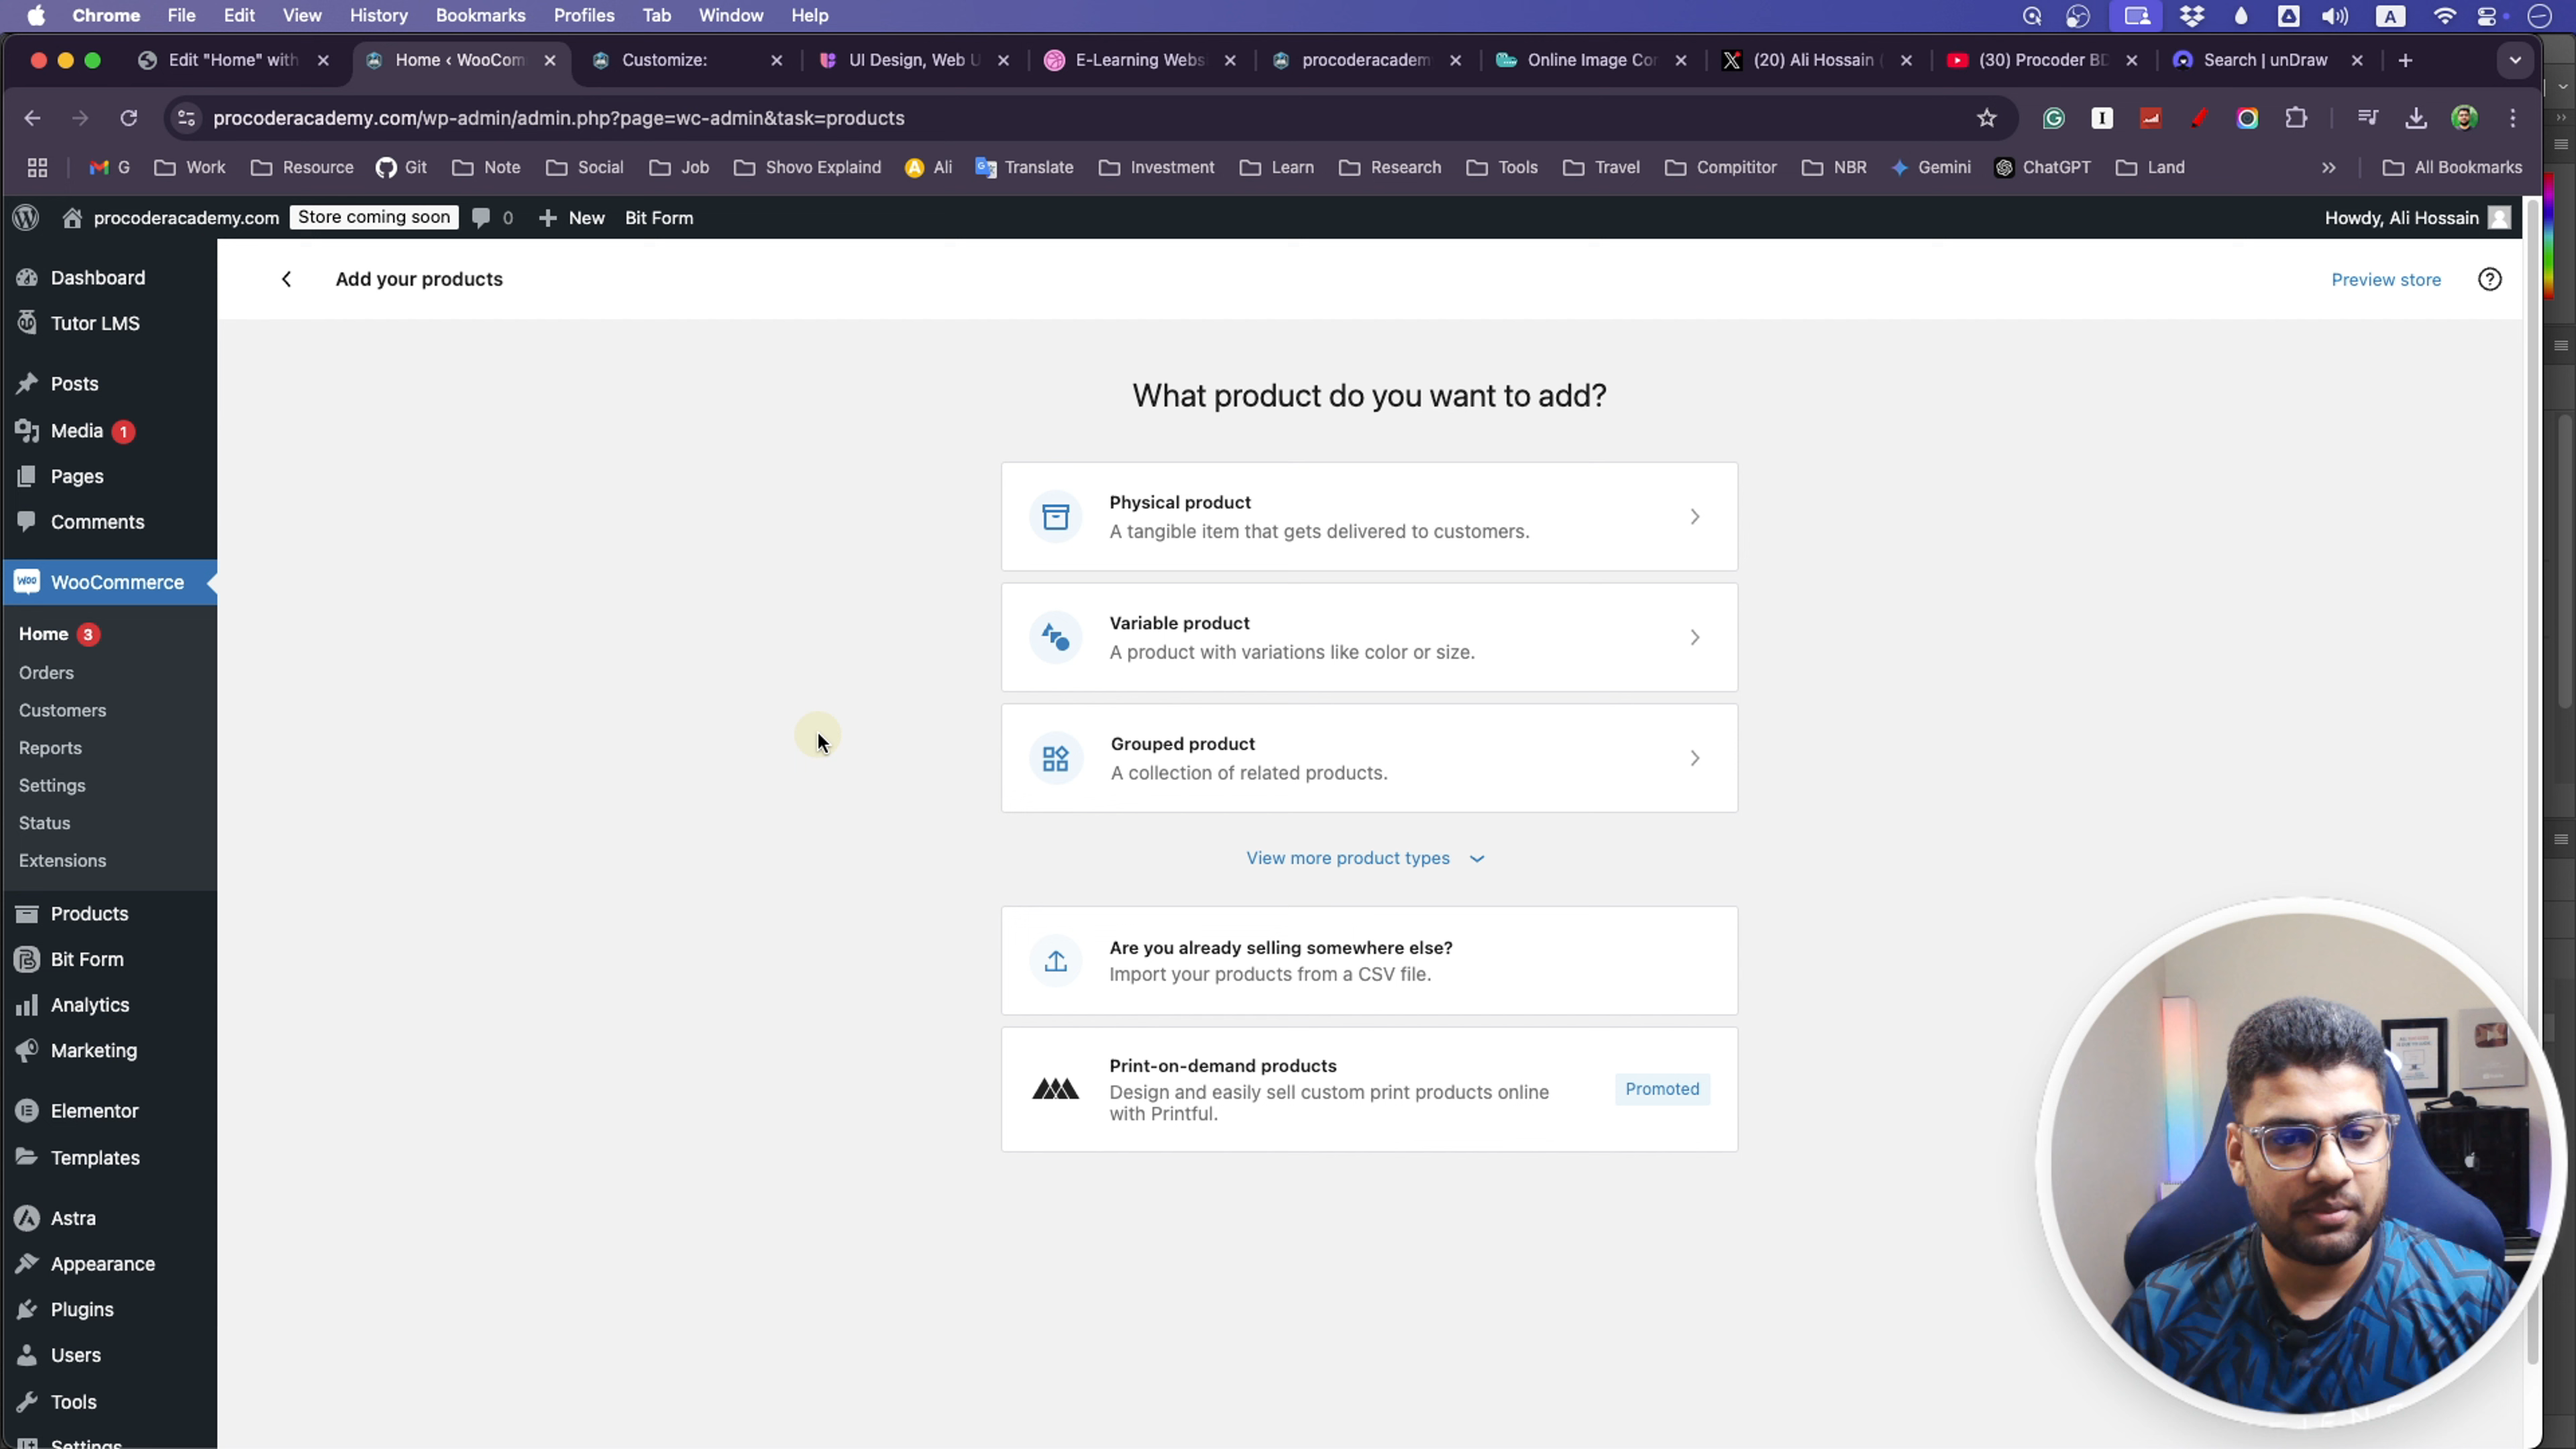 Chrome File Edit View History Bookmarks Profiles Tab Window Help
Edit "Home" with
Home ‹ WooCom
Customize:
UI Design, Web U
E-Learning Webs
procoderacadem
Online Image Co
(20) Ali Hossain (
(30) Procoder BD
Search | unDraw
procoderacademy.com/wp-admin/admin.php?page=wc-admin&task=products
G Work Resource Git Note Social Job Shovo Explaind Ali Translate Investment Learn Research Tools Travel Compititor NBR Gemini ChatGPT Land » All Bookmarks
procoderacademy.com Store coming soon 0 New Bit Form Howdy, Ali Hossain
Dashboard
Tutor LMS
Posts
Media 1
Pages
Comments
WooCommerce
Home 3
Orders
Customers
Reports
Settings
Status
Extensions
Products
Bit Form
Analytics
Marketing
Elementor
Templates
Astra
Appearance
Plugins
Users
Tools
Settings
Add your products
Preview store
What product do you want to add?
Physical product
A tangible item that gets delivered to customers.
Variable product
A product with variations like color or size.
Grouped product
A collection of related products.
View more product types
Are you already selling somewhere else?
Import your products from a CSV file.
Print-on-demand products
Design and easily sell custom print products online
with Printful.
Promoted